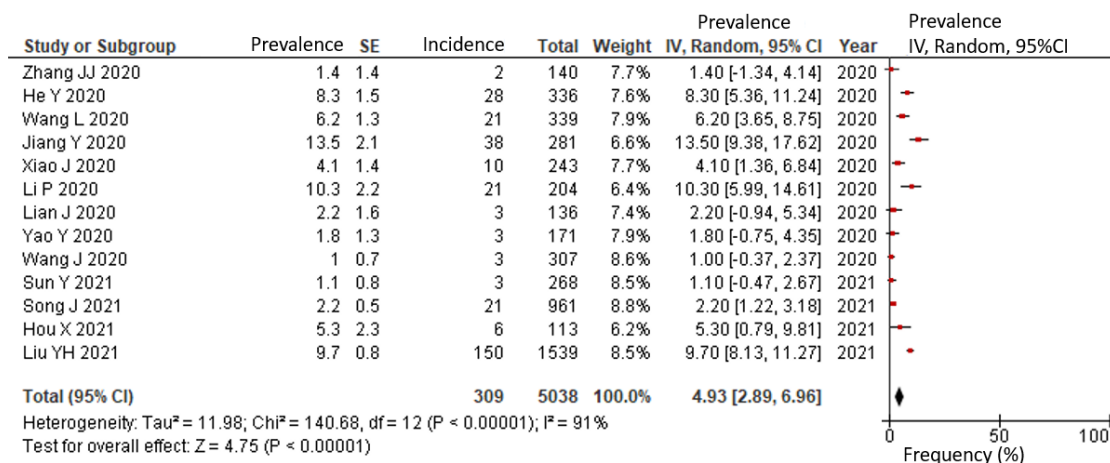 Prevalence Prevalence
Study or Subgroup Prevalence SE Incidence Total Weight IV, Random, 95% CI Year IV, Random, 95%CI
Zhang JJ 2020 1.4 1.4 2 140 7.7% 1.40 [-1.34, 4.14] 2020
He Y 2020 8.3 1.5 28 336 7.6% 8.30 [5.36, 11.24] 2020
Wang L 2020 6.2 1.3 21 339 7.9% 6.20 [3.65, 8.75] 2020
Jiang Y 2020 13.5 2.1 38 281 6.6% 13.50 [9.38, 17.62] 2020
Xiao J 2020 4.1 1.4 10 243 7.7% 4.10 [1.36, 6.84] 2020
Li P 2020 10.3 2.2 21 204 6.4% 10.30 [5.99, 14.61] 2020
Lian J 2020 2.2 1.6 3 136 7.4% 2.20 [-0.94, 5.34] 2020
Yao Y 2020 1.8 1.3 3 171 7.9% 1.80 [-0.75, 4.35] 2020
Wang J 2020 1 0.7 3 307 8.6% 1.00 [-0.37, 2.37] 2020
Sun Y 2021 1.1 0.8 3 268 8.5% 1.10 [-0.47, 2.67] 2021
Song J 2021 2.2 0.5 21 961 8.8% 2.20 [1.22, 3.18] 2021
Hou X 2021 5.3 2.3 6 113 6.2% 5.30 [0.79, 9.81] 2021
Liu YH 2021 9.7 0.8 150 1539 8.5% 9.70 [8.13, 11.27] 2021
Total (95% CI) 309 5038 100.0% 4.93 [2.89, 6.96]
Heterogeneity: Tau² = 11.98; Chi² = 140.68, df = 12 (P < 0.00001); I² = 91%
Test for overall effect: Z = 4.75 (P < 0.00001)
0 50 100
Frequency (%)